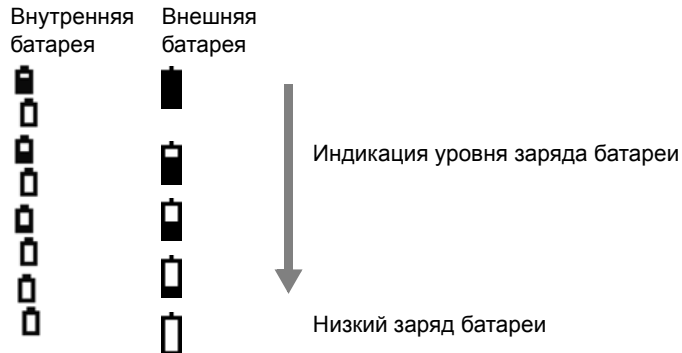 Внутренняя Внешняя
батарея батарея
Индикация уровня заряда батареи
Низкий заряд батареи